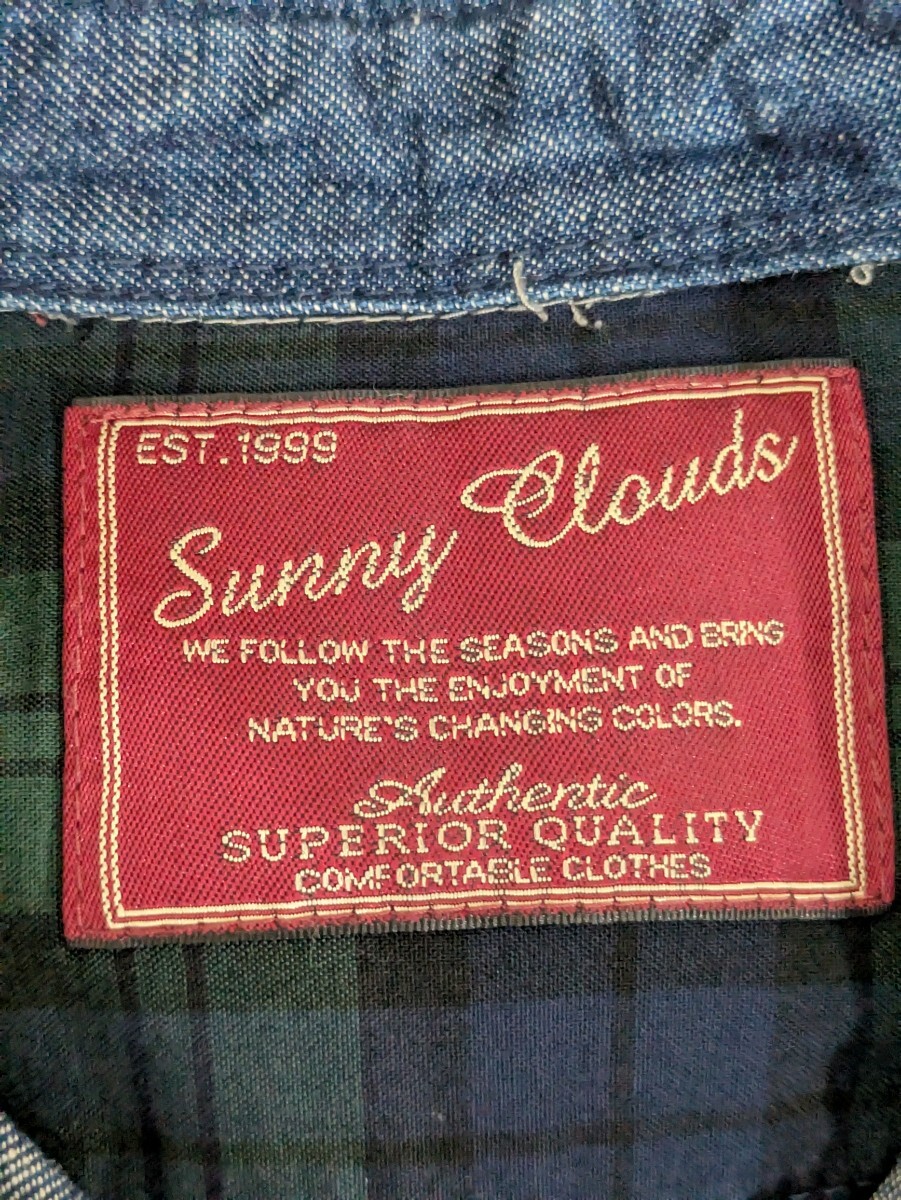 EST.1999
Sunny Clouds
WE FOLLOW THE SEASONS AND BRING
YOU THE ENJOYMENT OF
NATURE'S CHANGING COLORS.
Authentic
SUPERIOR QUALITY
COMFORTABLE CLOTHES